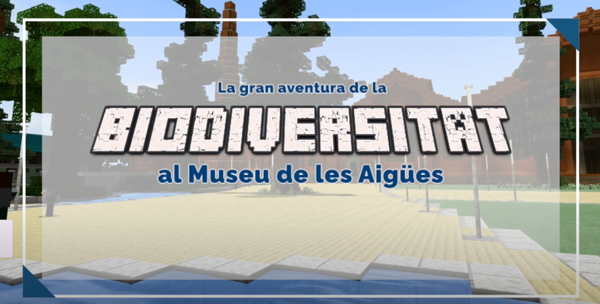 La gran aventura de la
BIODIVERSITAT
al Museu de les Aigües